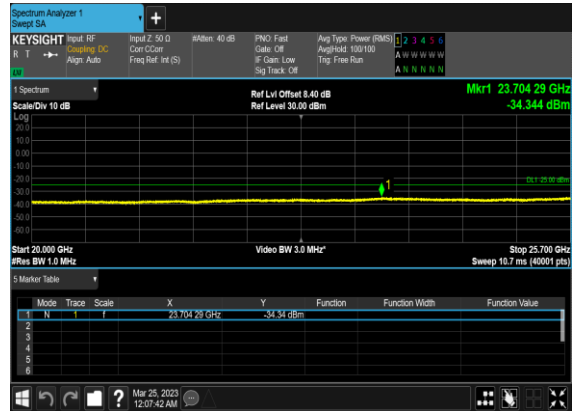 Spectrum Analyzer 1
Swept SA
+
KEYSIGHT Input: RF Input Z: 50 Ω #Atten: 40 dB PNO: Fast Avg Type: Power (RMS) 1 2 3 4 5 6
R T Coupling: DC Corr CCorr Gate: Off Avg|Hold: 100/100 A W W W W W
Align: Auto Freq Ref: Int (S) IF Gain: Low Trig: Free Run
Sig Track: Off A N N N N N
1 Spectrum Ref Lvl Offset 8.40 dB Mkr1 23.704 29 GHz
Scale/Div 10 dB Ref Level 30.00 dBm -34.344 dBm
Log
20.0
10.0
0.00
-10.0
-20.0 1 DL1 -25.00 dBm
-30.0
-40.0
-50.0
-60.0
Start 20.000 GHz Video BW 3.0 MHz* Stop 25.700 GHz
#Res BW 1.0 MHz Sweep 10.7 ms (40001 pts)
5 Marker Table
Mode Trace Scale X Y Function Function Width Function Value
1 N 1 f 23.704 29 GHz -34.34 dBm
2
3
4
5
6
? Mar 25, 2023
12:07:42 AM